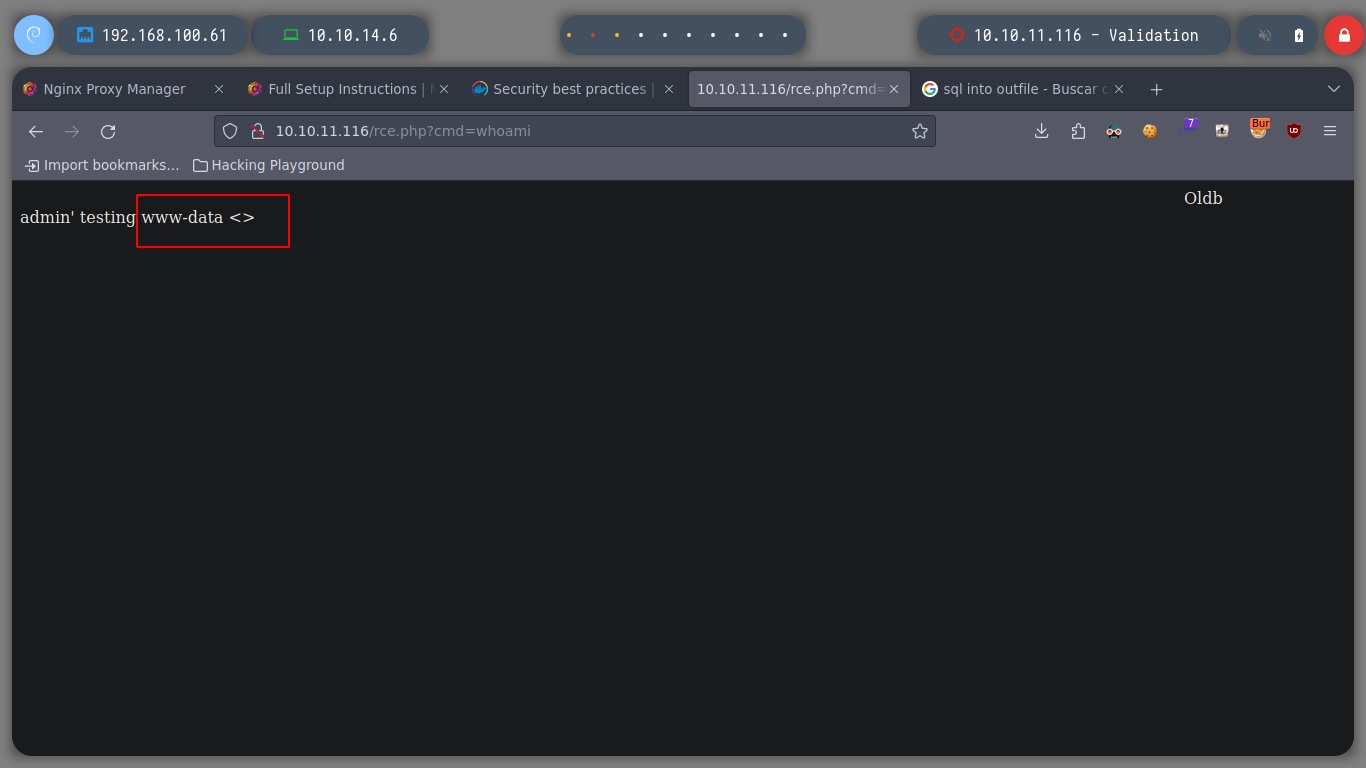 192.168.100.61 10.10.14.6 10.10.11.116 - Validation
Nginx Proxy Manager Full Setup Instructions | Security best practices | 10.10.11.116/rce.php?cmd= sql into outfile - Buscar c
10.10.11.116/rce.php?cmd=whoami 7 Bur
Import bookmarks... Hacking Playground
Oldb
admin' testing www-data <>